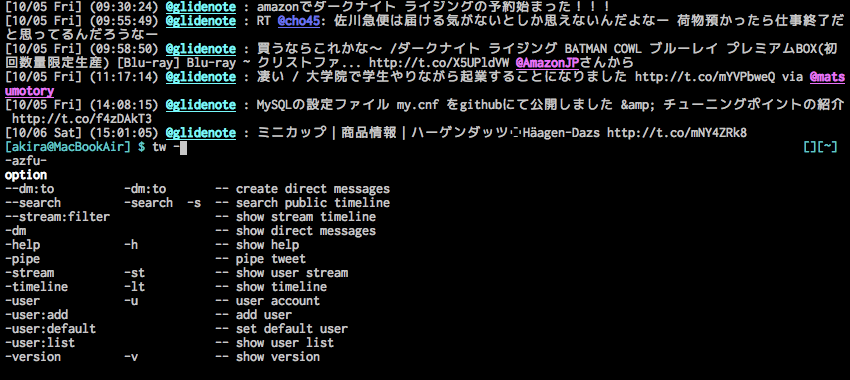 [10/05 Fri] (09:30:24) @glidenote : amazonでダークナイト ライジングの予約始まった！！！
[10/05 Fri] (09:55:49) @glidenote : RT @cho45: 佐川急便は届ける気がないとしか思えないんだよなー 荷物預かったら仕事終了だ
と思ってるんだろうなー
[10/05 Fri] (09:58:50) @glidenote : 買うならこれかな〜 /ダークナイト ライジング BATMAN COWL ブルーレイ プレミアムBOX(初
回数量限定生産) [Blu-ray] Blu-ray ~ クリストファ... http://t.co/X5UPldVW @AmazonJPさんから
[10/05 Fri] (11:17:14) @glidenote : 凄い / 大学院で学生やりながら起業することになりました http://t.co/mYVPbweQ via @mats
umotory
[10/05 Fri] (14:08:15) @glidenote : MySQLの設定ファイル my.cnf をgithubにて公開しました &amp; チューニングポイントの紹介
http://t.co/f4zDAkT3
[10/06 Sat] (15:01:05) @glidenote : ミニカップ｜商品情報｜ハーゲンダッツ Häagen-Dazs http://t.co/mNY4ZRk8
[akira@MacBookAir] $ tw - [][~]
-azfu-
option
--dm:to -dm:to -- create direct messages
--search -search -s -- search public timeline
--stream:filter -- show stream timeline
-dm -- show direct messages
-help -h -- show help
-pipe -- pipe tweet
-stream -st -- show user stream
-timeline -lt -- show timeline
-user -u -- user account
-user:add -- add user
-user:default -- set default user
-user:list -- show user list
-version -v -- show version